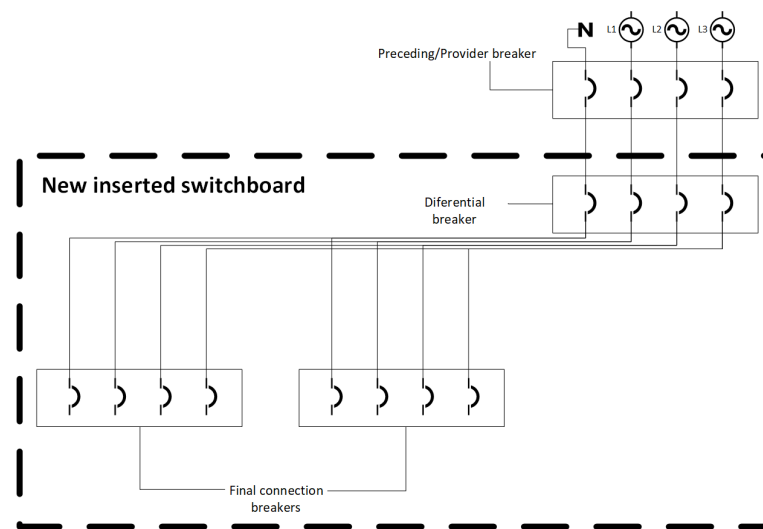 N L1 L2 L3
Preceding/Provider breaker
New inserted switchboard
Diferential
breaker
Final connection
breakers